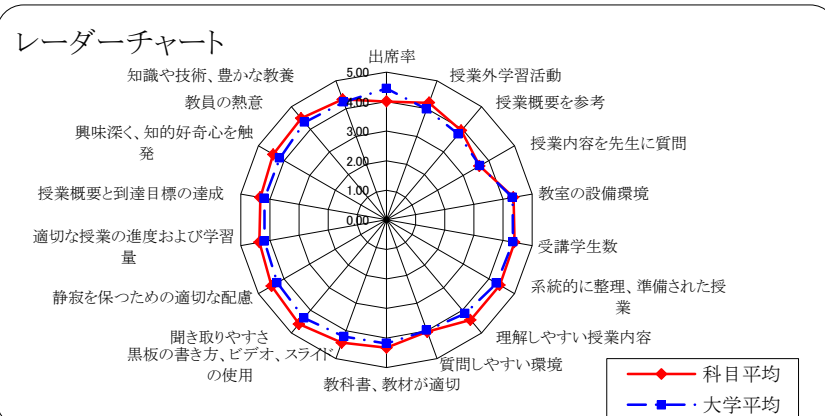 レーダーチャート
出席率
授業外学習活動
授業概要を参考
授業内容を先生に質問
教室の設備環境
受講学生数
系統的に整理、準備された授
業
理解しやすい授業内容
質問しやすい環境
教科書、教材が適切
黒板の書き方、ビデオ、スライド
の使用
聞き取りやすさ
静寂を保つための適切な配慮
適切な授業の進度および学習
量
授業概要と到達目標の達成
興味深く、知的好奇心を触
発
教員の熱意
知識や技術、豊かな教養
5.00
4.00
3.00
2.00
1.00
0.00
科目平均
大学平均